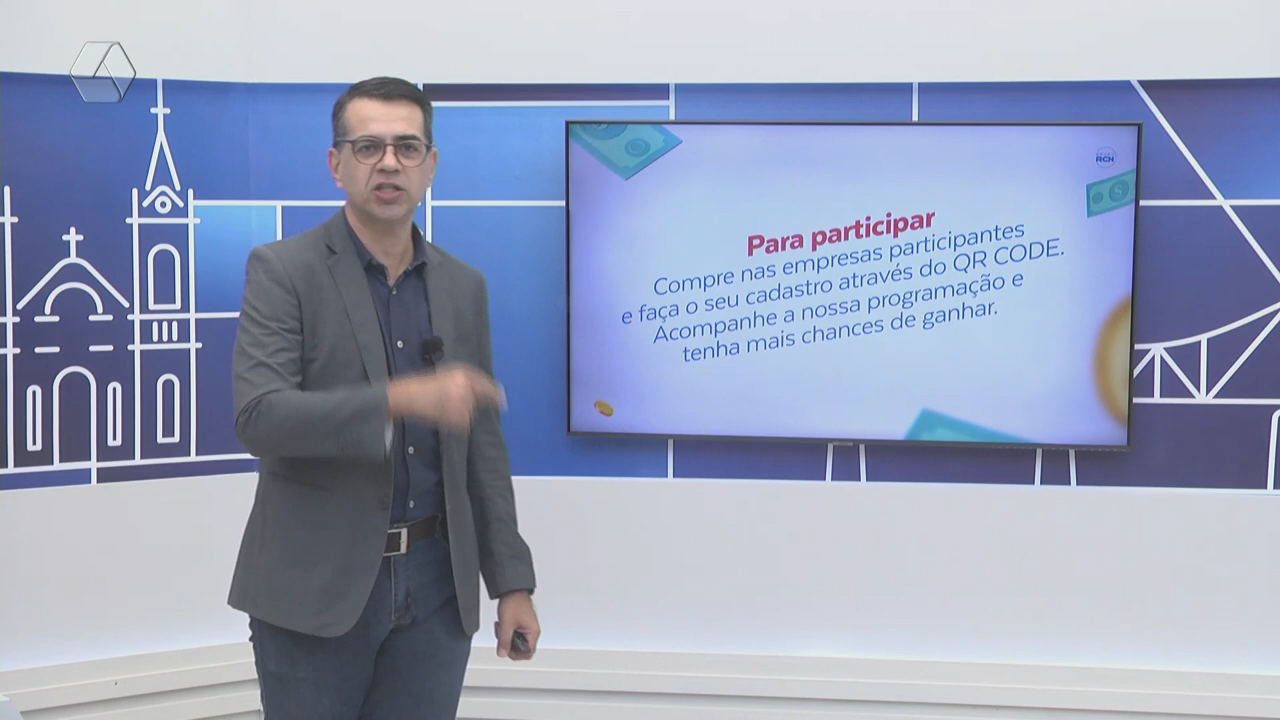 RCN
Para participar
Compre nas empresas participantes
e faça o seu cadastro através do QR CODE.
Acompanhe a nossa programação e
tenha mais chances de ganhar.